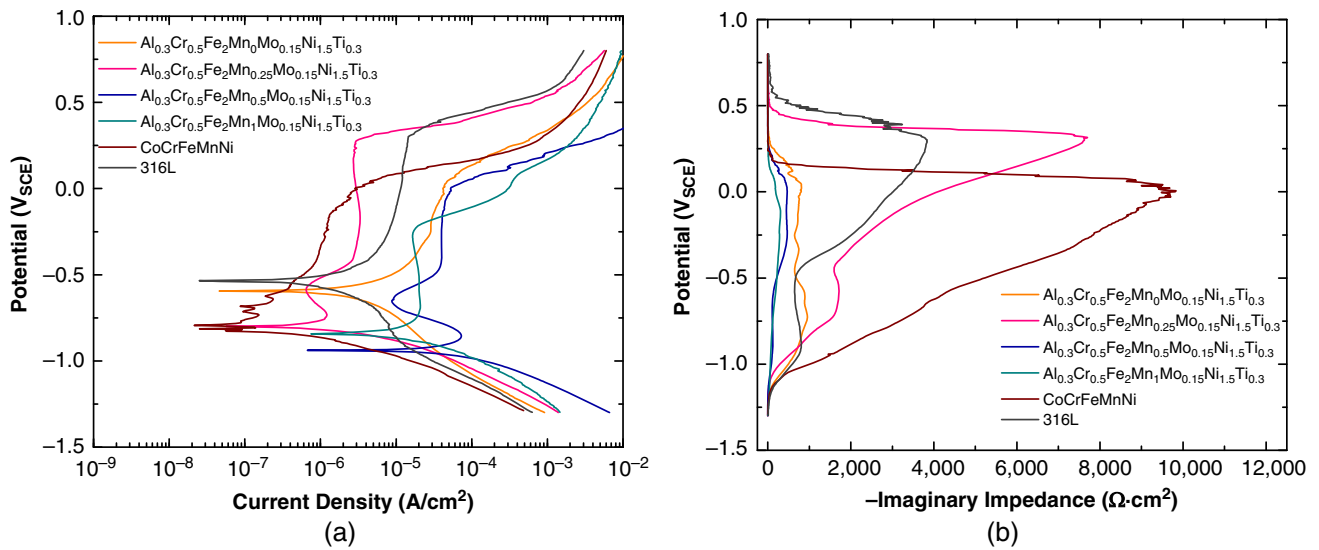 1.0
0.5
0.0
−0.5
−1.0
−1.5
Potential (V_SCE)
Al0.3Cr0.5Fe2Mn0Mo0.15Ni1.5Ti0.3
Al0.3Cr0.5Fe2Mn0.25Mo0.15Ni1.5Ti0.3
Al0.3Cr0.5Fe2Mn0.5Mo0.15Ni1.5Ti0.3
Al0.3Cr0.5Fe2Mn1Mo0.15Ni1.5Ti0.3
CoCrFeMnNi
316L
10⁻⁹ 10⁻⁸ 10⁻⁷ 10⁻⁶ 10⁻⁵ 10⁻⁴ 10⁻³ 10⁻²
Current Density (A/cm²)
(a)
1.0
0.5
0.0
−0.5
−1.0
−1.5
Potential (V_SCE)
Al0.3Cr0.5Fe2Mn0Mo0.15Ni1.5Ti0.3
Al0.3Cr0.5Fe2Mn0.25Mo0.15Ni1.5Ti0.3
Al0.3Cr0.5Fe2Mn0.5Mo0.15Ni1.5Ti0.3
Al0.3Cr0.5Fe2Mn1Mo0.15Ni1.5Ti0.3
CoCrFeMnNi
316L
0 2,000 4,000 6,000 8,000 10,000 12,500
−Imaginary Impedance (Ω·cm²)
(b)